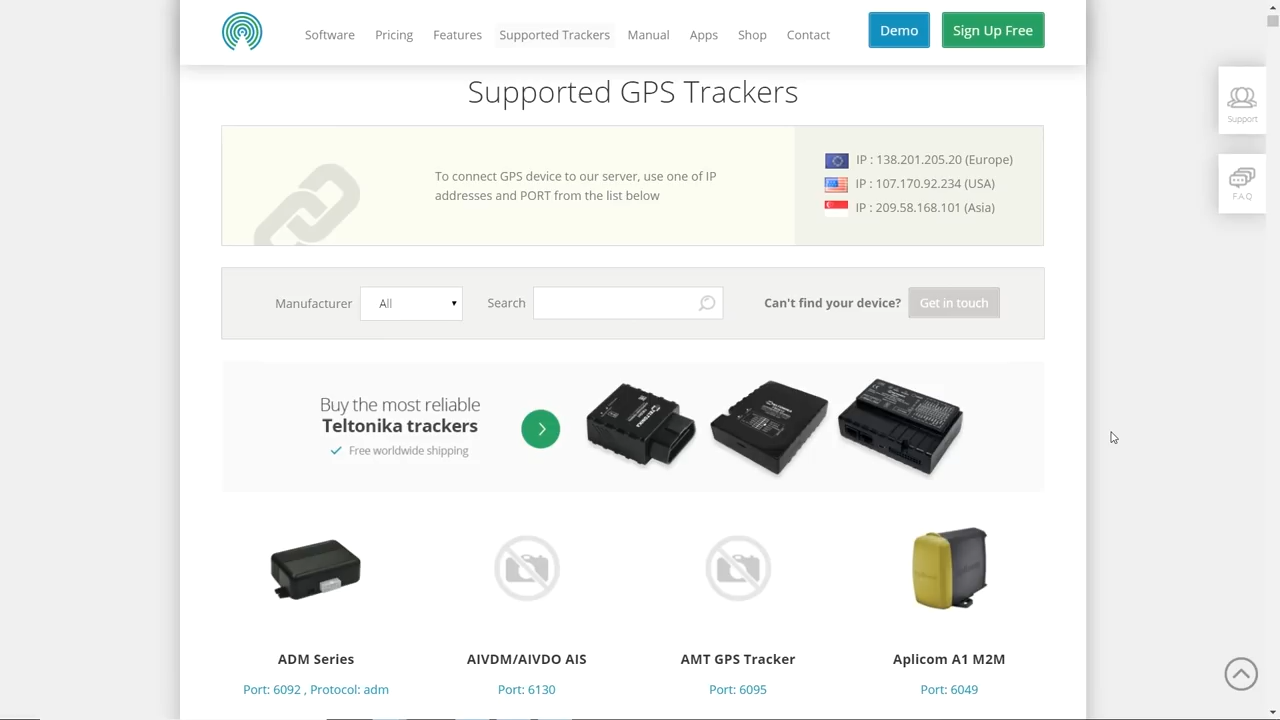 Software Pricing Features Supported Trackers Manual Apps Shop Contact Demo Sign Up Free
Supported GPS Trackers
To connect GPS device to our server, use one of IP
addresses and PORT from the list below
IP : 138.201.205.20 (Europe)
IP : 107.170.92.234 (USA)
IP : 209.58.168.101 (Asia)
Support
FAQ
Manufacturer All Search Can't find your device? Get in touch
Buy the most reliable
Teltonika trackers
Free worldwide shipping
ADM Series AIVDM/AIVDO AIS AMT GPS Tracker Aplicom A1 M2M
Port: 6092 , Protocol: adm Port: 6130 Port: 6095 Port: 6049